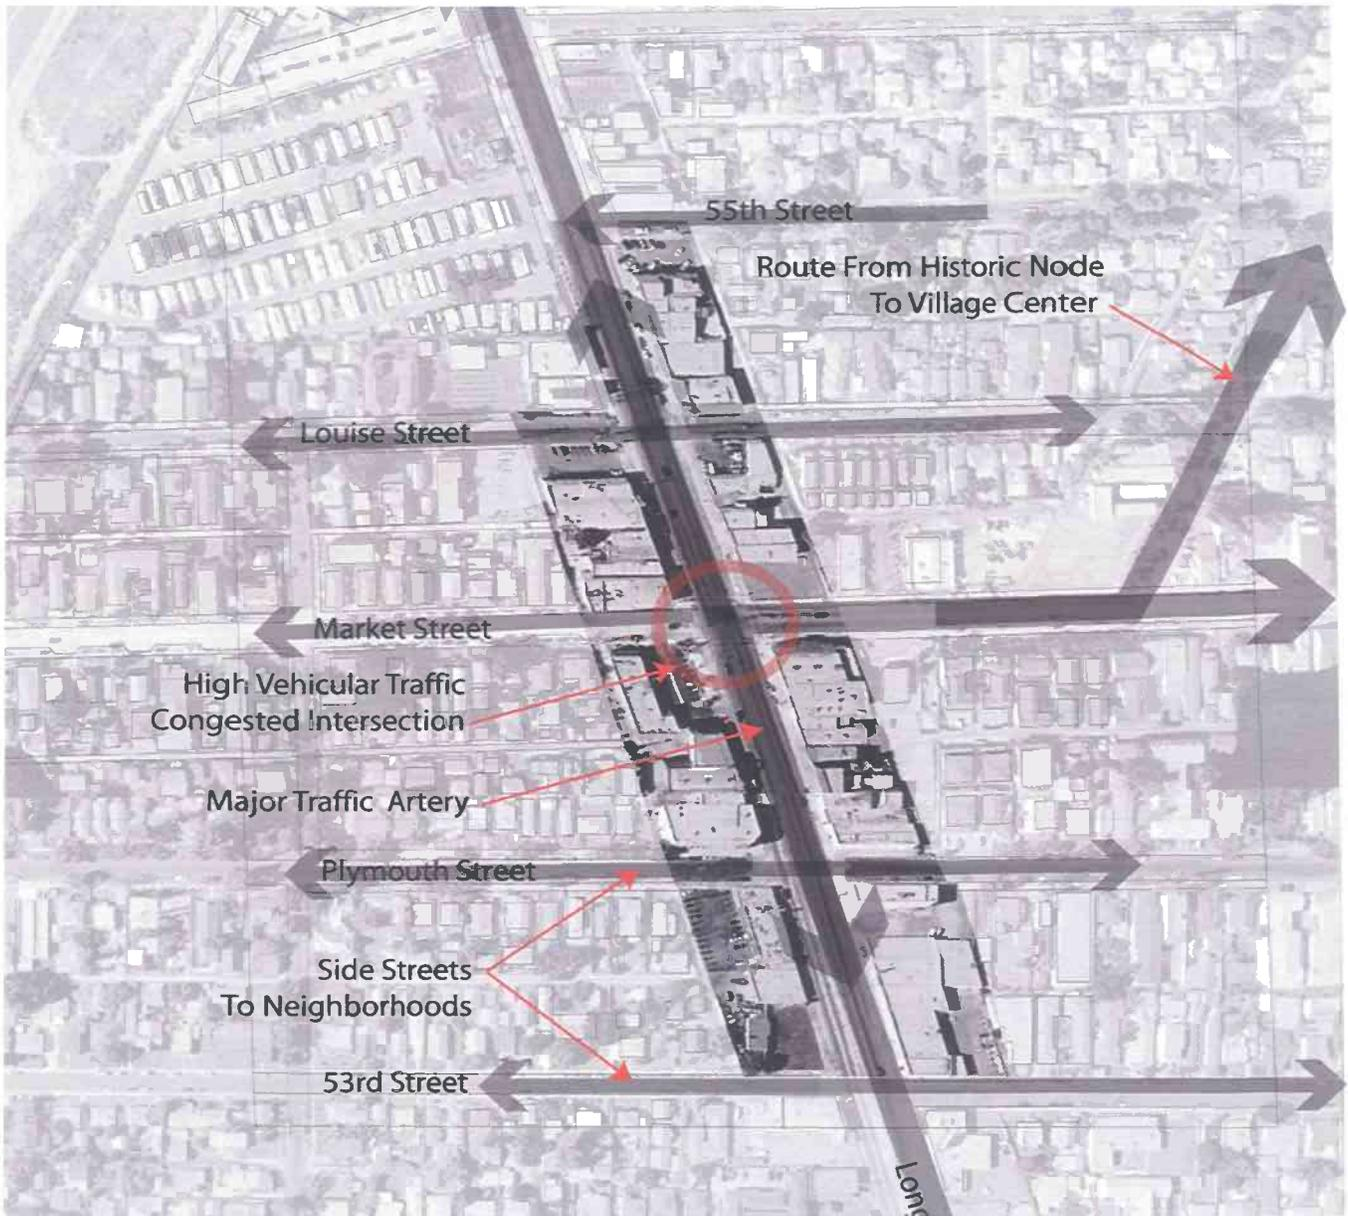 55th Street
Route From Historic Node
To Village Center
Louise Street
Market Street
High Vehicular Traffic
Congested Intersection
Major Traffic Artery
Plymouth Street
Side Streets
To Neighborhoods
53rd Street
Long